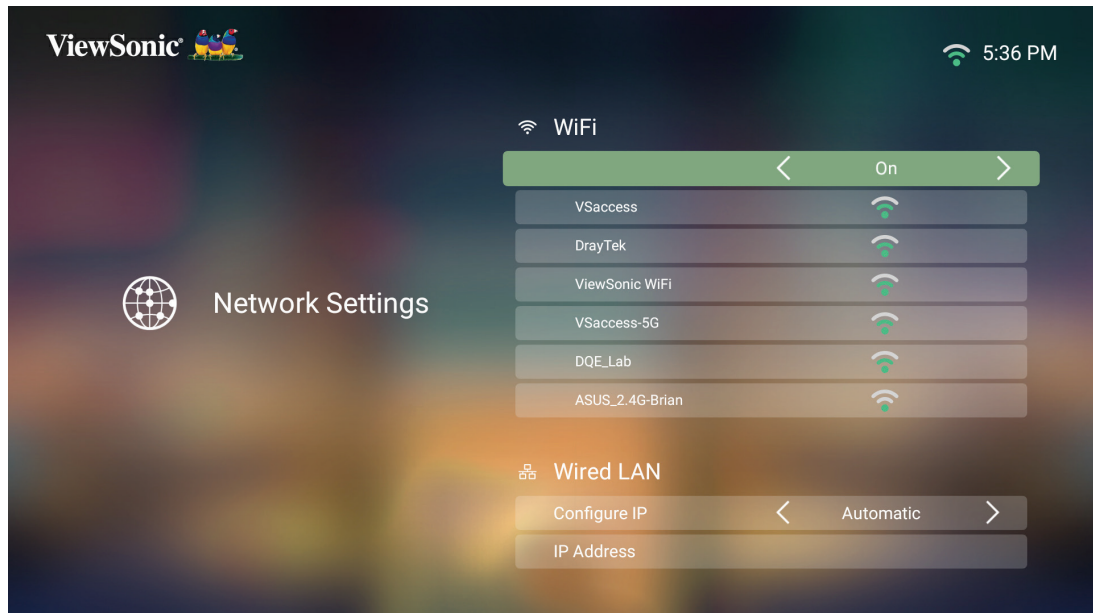 ViewSonic
5:36 PM
WiFi
On
VSaccess
DrayTek
ViewSonic WiFi
Network Settings
VSaccess-5G
DQE_Lab
ASUS_2.4G-Brian
Wired LAN
Configure IP Automatic
IP Address